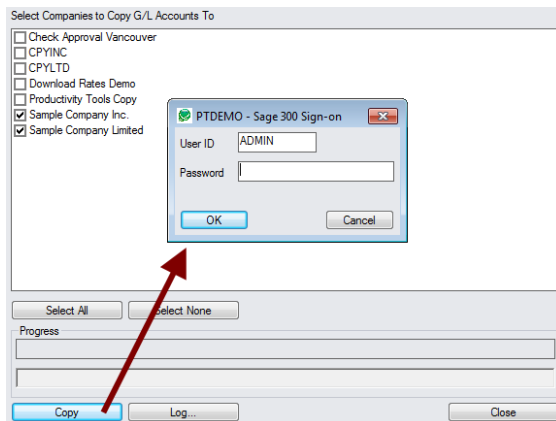 Select Companies to Copy G/L Accounts To
Check Approval Vancouver
CPYINC
CPYLTD
Download Rates Demo
Productivity Tools Copy
Sample Company Inc.
Sample Company Limited
PTDEMO - Sage 300 Sign-on
User ID ADMIN
Password
OK Cancel
Select All Select None
Progress
Copy Log... Close